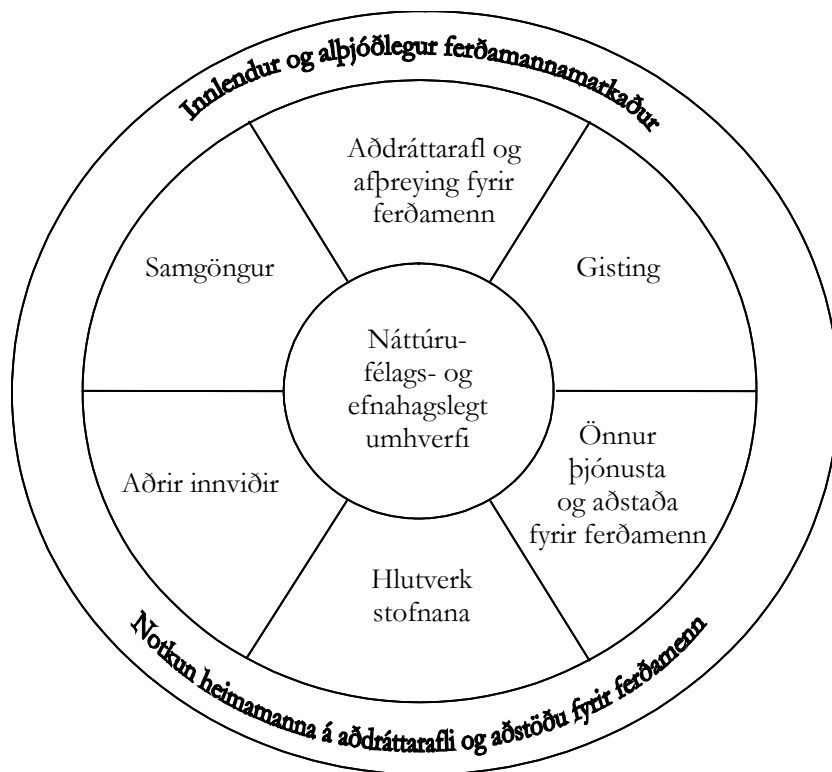 Innlendur og alþjóðlegur ferðamannamarkaður
Aðdráttarafl og
afþreying fyrir
ferðamenn
Samgöngur
Gisting
Náttúru-
félags- og
efnahagslegt
umhverfi
Önnur
þjónusta
og aðstaða
fyrir ferðamenn
Aðrir innviðir
Hlutverk
stofnana
Notkun heimamanna á aðdráttarafli og aðstöðu fyrir ferðamenn